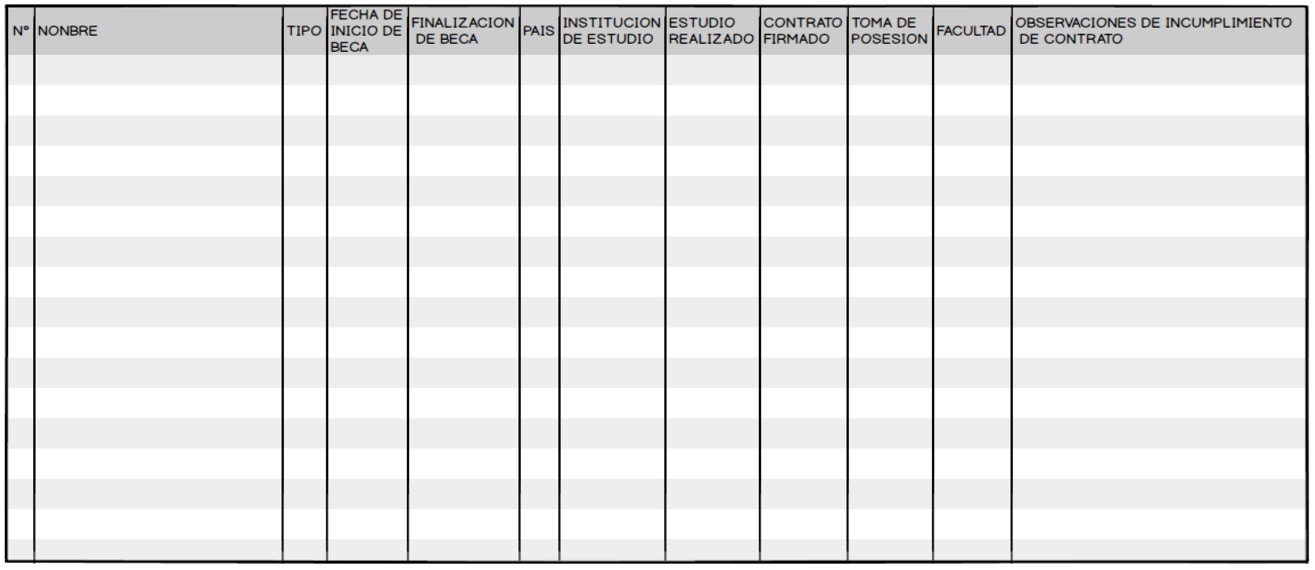 N° NONBRE TIPO FECHA DE INICIO DE BECA FINALIZACION DE BECA PAIS INSTITUCION DE ESTUDIO ESTUDIO REALIZADO CONTRATO FIRMADO TOMA DE POSESION FACULTAD OBSERVACIONES DE INCUMPLIMIENTO DE CONTRATO